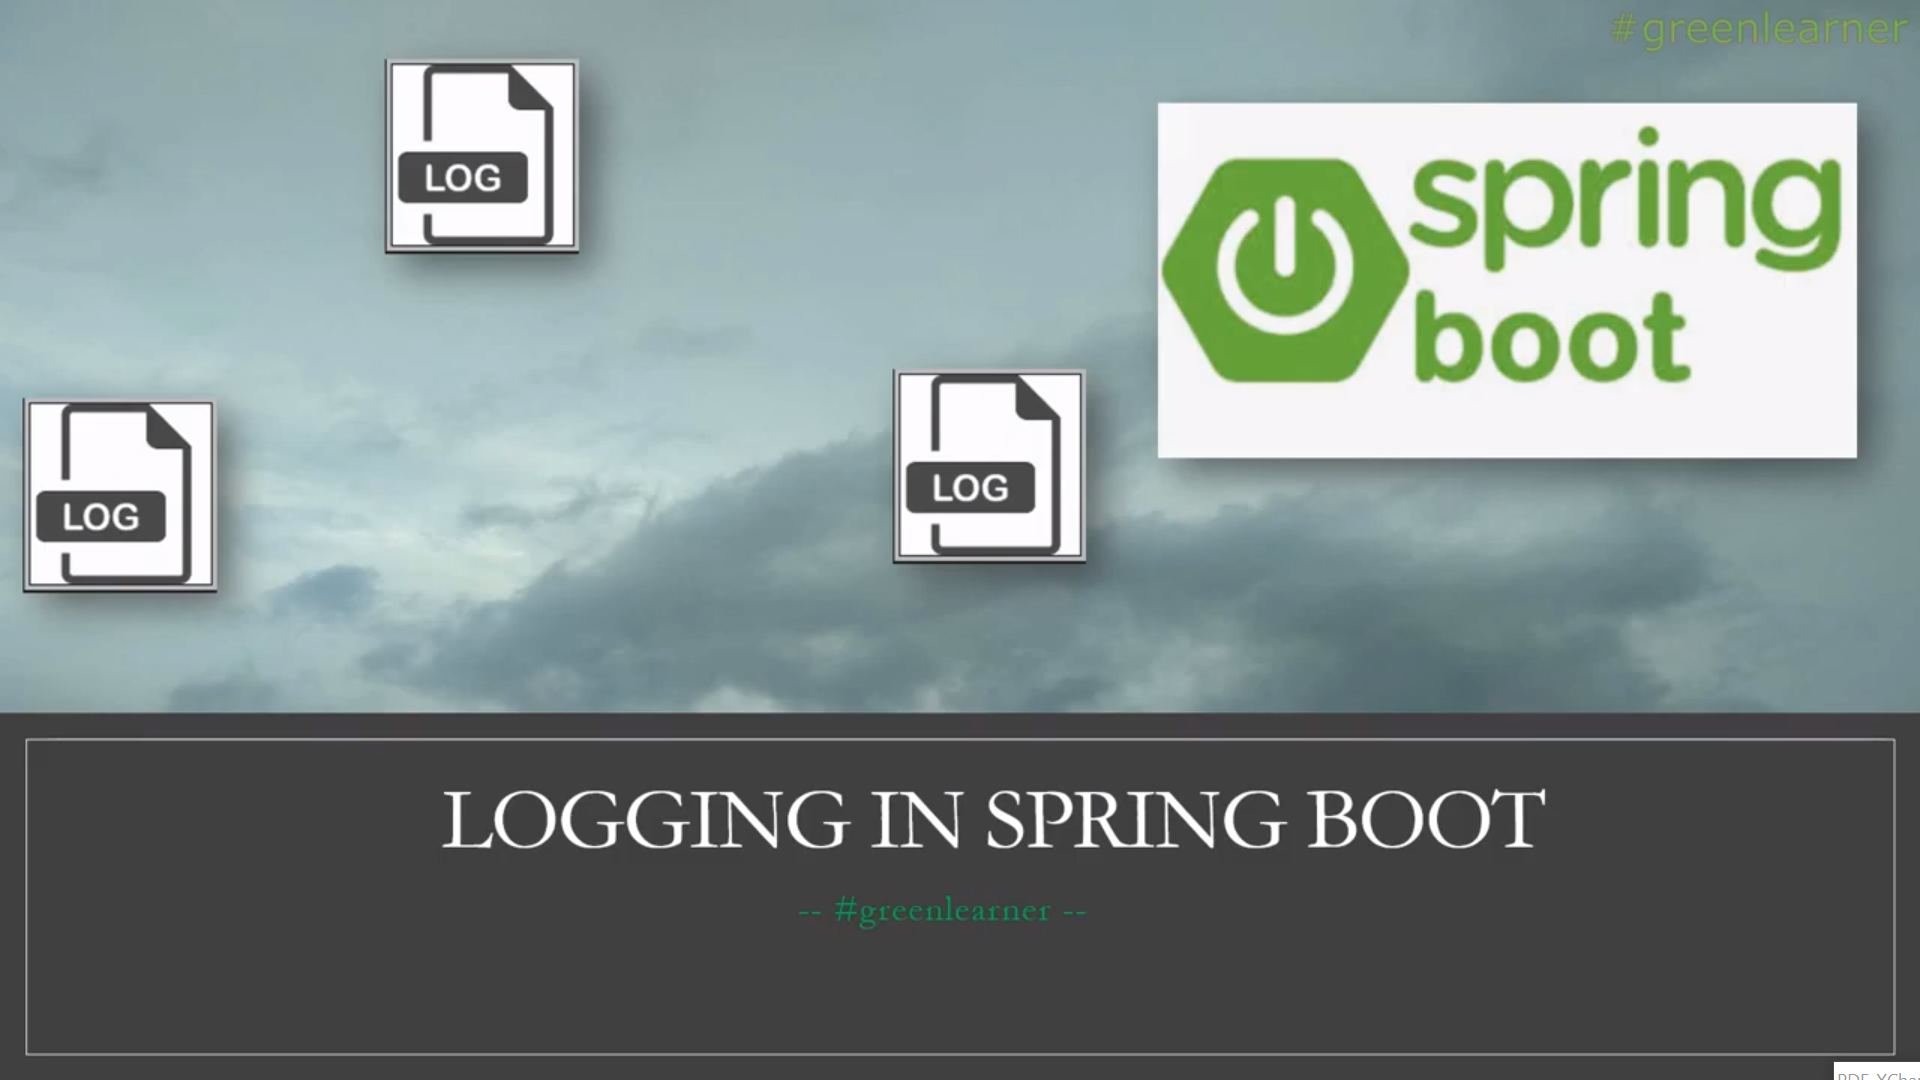 #greenlearner
LOG
spring
boot
LOG
LOG
LOGGING IN SPRING BOOT
-- #greenlearner --